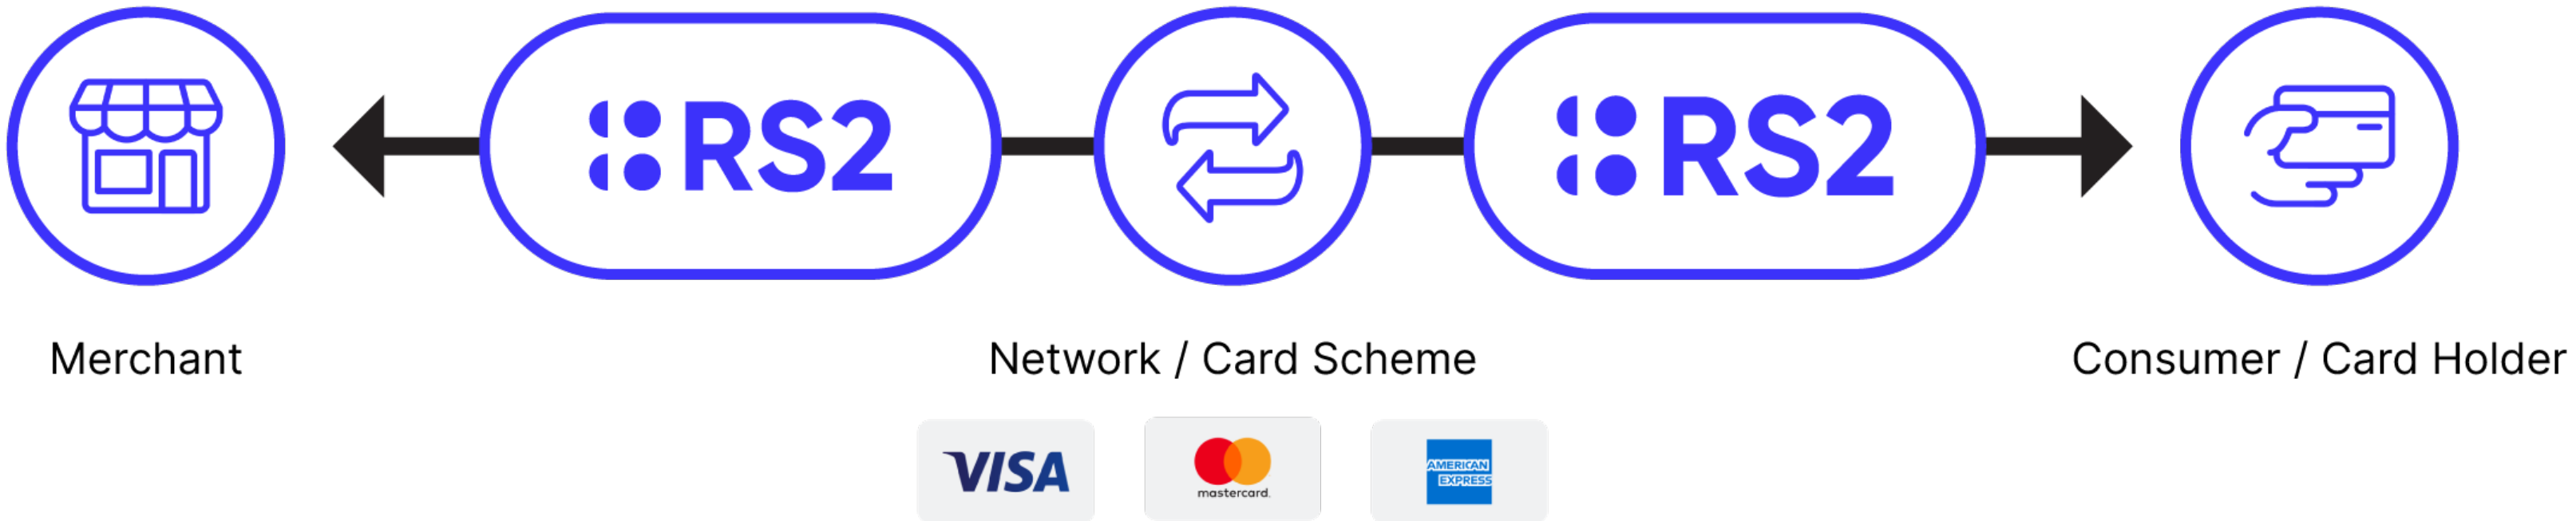 RS2
RS2
Merchant
Network / Card Scheme
Consumer / Card Holder
VISA
mastercard.
AMERICAN
EXPRESS